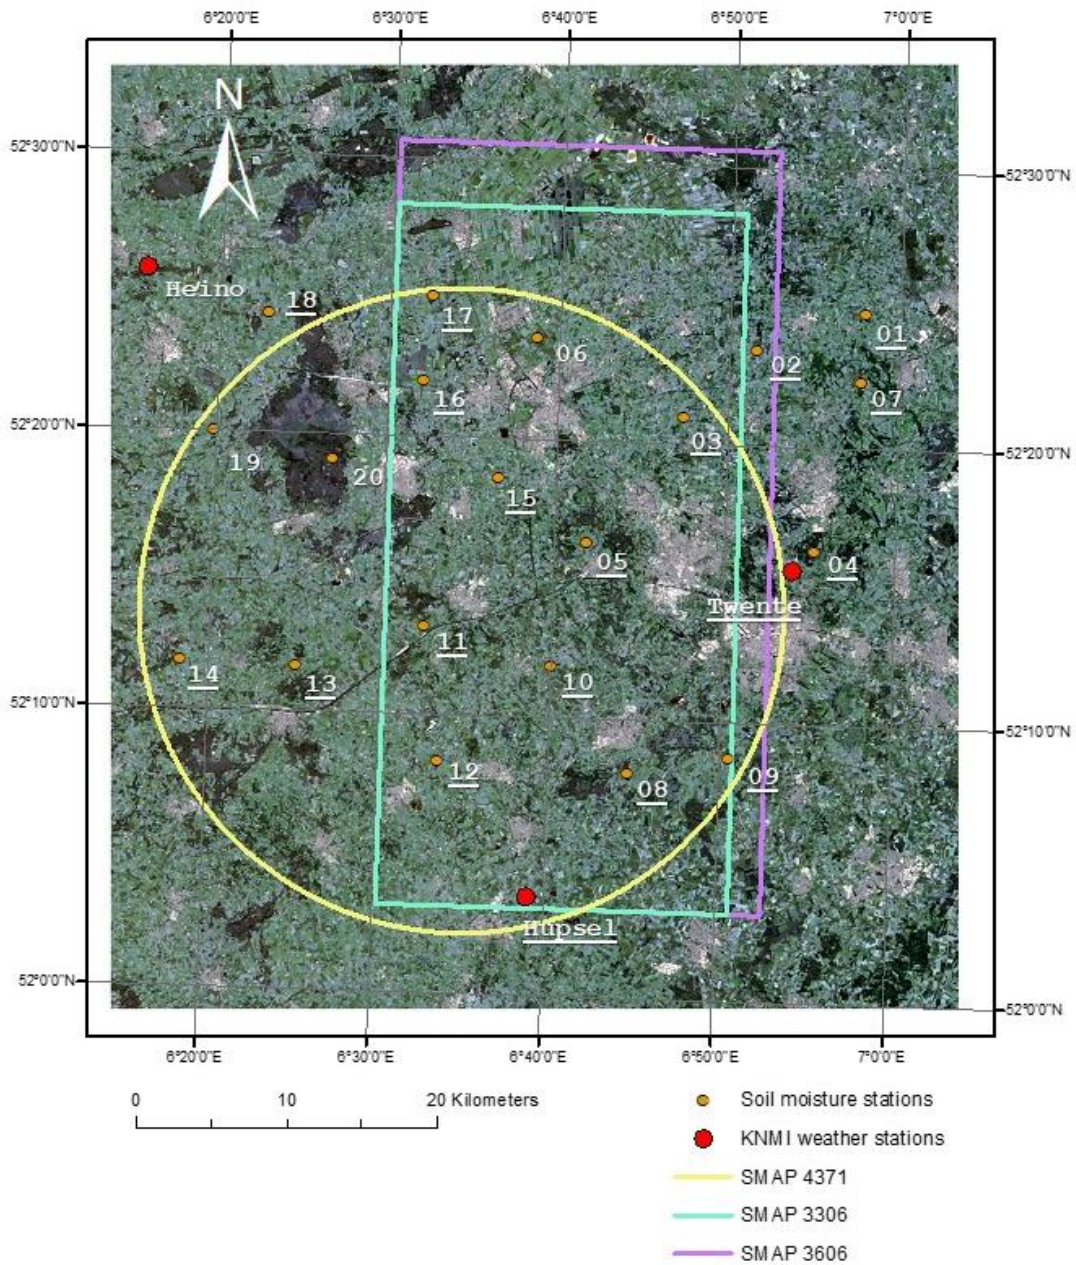 6°20'0"E 6°30'0"E 6°40'0"E 6°50'0"E 7°0'0"E
N
52°30'0"N
52°30'0"N
Heino
18
17
01
06
02
16
07
52°20'0"N
03
52°20'0"N
19
20
15
05
04
Twente
11
14
13
10
52°10'0"N
52°10'0"N
12
08
09
Hupsel
52°0'0"N
52°0'0"N
6°20'0"E 6°30'0"E 6°40'0"E 6°50'0"E 7°0'0"E
0 10 20 Kilometers
Soil moisture stations
KNMI weather stations
SMAP 4371
SMAP 3306
SMAP 3606